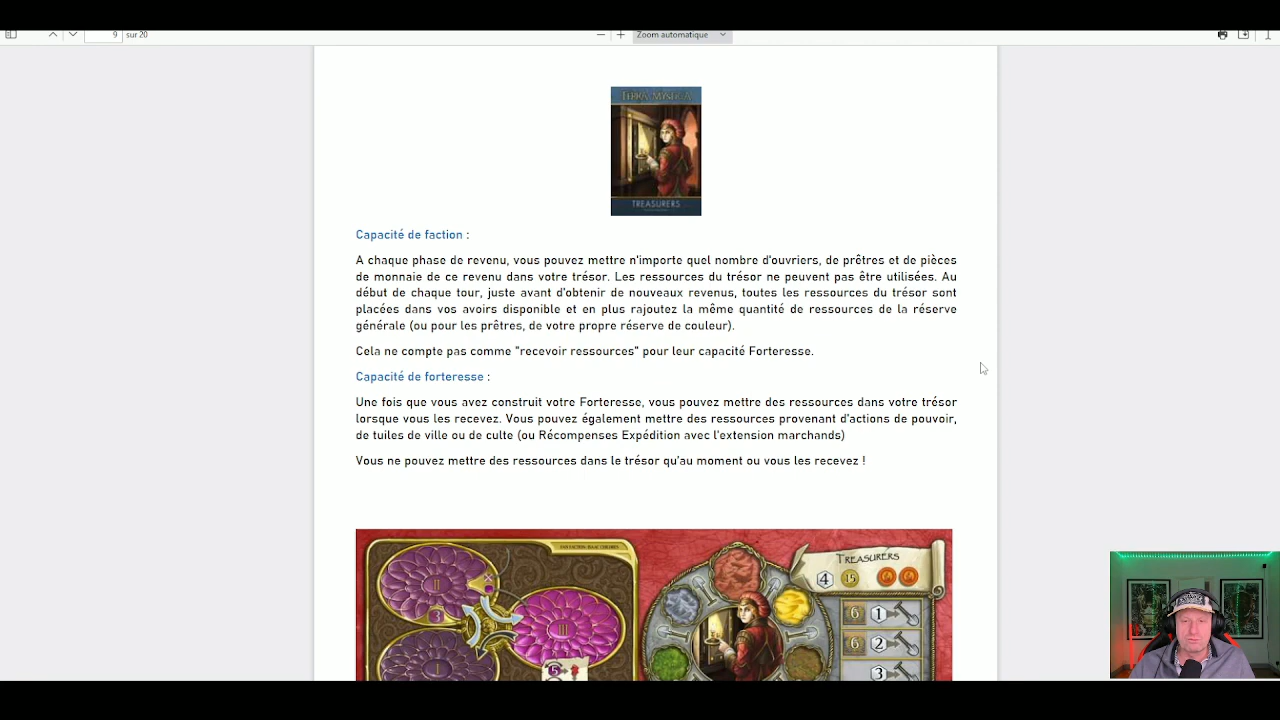 9 sur 20
Zoom automatique
TERRA MYSTICA
TREASURERS
Capacité de faction :
A chaque phase de revenu, vous pouvez mettre n'importe quel nombre d'ouvriers, de prêtres et de pièces
de monnaie de ce revenu dans votre trésor. Les ressources du trésor ne peuvent pas être utilisées. Au
début de chaque tour, juste avant d'obtenir de nouveaux revenus, toutes les ressources du trésor sont
placées dans vos avoirs disponible et en plus rajoutez la même quantité de ressources de la réserve
générale (ou pour les prêtres, de votre propre réserve de couleur).
Cela ne compte pas comme "recevoir ressources" pour leur capacité Forteresse.
Capacité de forteresse :
Une fois que vous avez construit votre Forteresse, vous pouvez mettre des ressources dans votre trésor
lorsque vous les recevez. Vous pouvez également mettre des ressources provenant d'actions de pouvoir,
de tuiles de ville ou de culte (ou Récompenses Expédition avec l'extension marchands)
Vous ne pouvez mettre des ressources dans le trésor qu'au moment ou vous les recevez !
TREASURERS
4 15
II
3
III
I
6 1
6 2
3